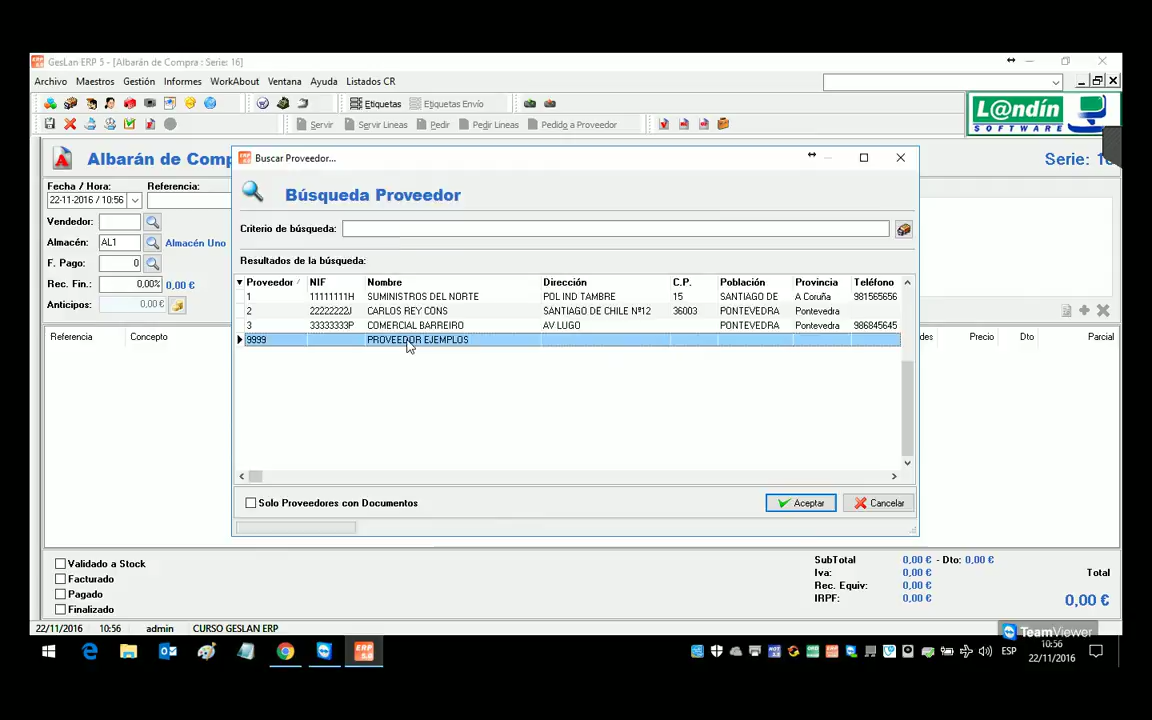 GesLan ERP 5 - [Albarán de Compra : Serie: 16]
Archivo Maestros Gestión Informes WorkAbout Ventana Ayuda Listados CR
Etiquetas Etiquetas Envío
Servir Servir Lineas Pedir Pedir Lineas Pedido a Proveedor
L@ndín
SOFTWARE
Albarán de Comp
Serie: 1
Buscar Proveedor...
Búsqueda Proveedor
Criterio de búsqueda:
Resultados de la búsqueda:
Proveedor NIF Nombre Dirección C.P. Población Provincia Teléfono
1 11111111H SUMINISTROS DEL NORTE POL IND TAMBRE 15 SANTIAGO DE A Coruña 981565656
2 22222222J CARLOS REY CONS SANTIAGO DE CHILE Nº12 36003 PONTEVEDRA Pontevedra
3 33333333P COMERCIAL BARREIRO AV LUGO PONTEVEDRA Pontevedra 986845645
9999 PROVEEDOR EJEMPLOS
Solo Proveedores con Documentos
Aceptar Cancelar
Fecha / Hora: Referencia:
22-11-2016 / 10:56
Vendedor:
Almacén: AL1 Almacén Uno
F. Pago: 0
Rec. Fin.: 0,00% 0,00 €
Anticipos: 0,00 €
Referencia Concepto des Precio Dto Parcial
Validado a Stock
Facturado
Pagado
Finalizado
SubTotal 0,00 € - Dto: 0,00 €
Iva: 0,00 € Total
Rec. Equiv: 0,00 €
IRPF: 0,00 € 0,00 €
22/11/2016 10:56 admin CURSO GESLAN ERP
TeamViewer
ESP
10:56
22/11/2016